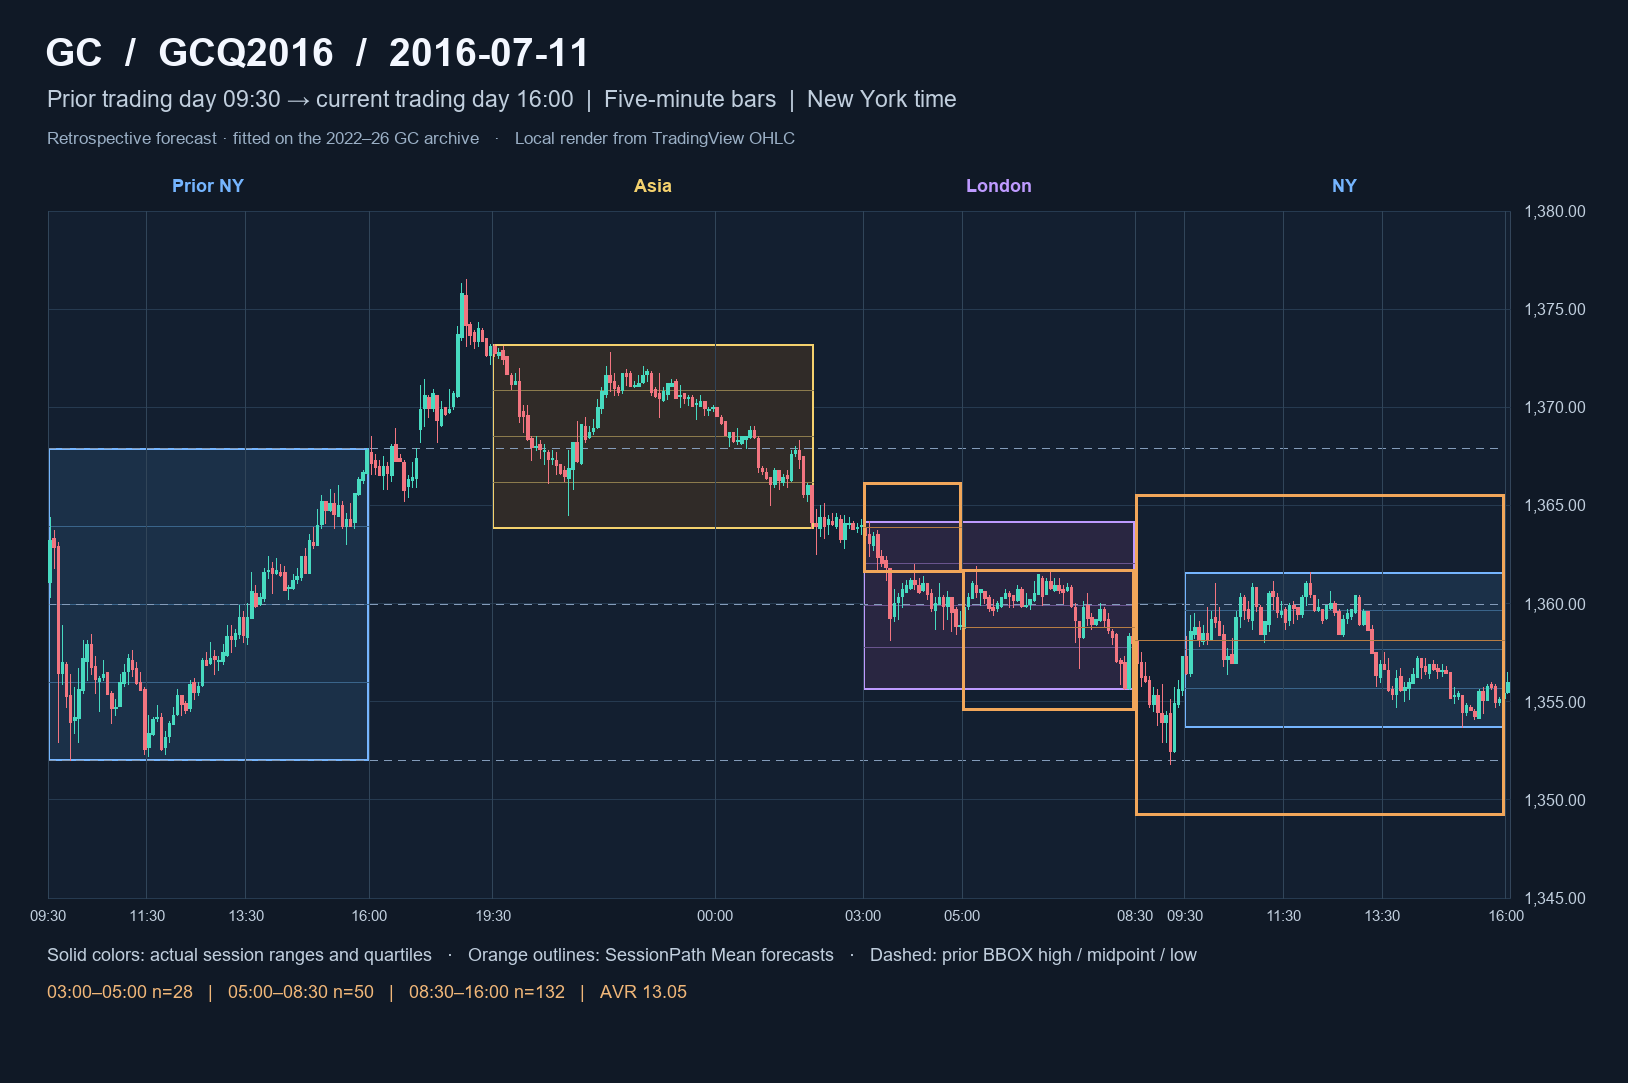 GC / GCQ2016 / 2016-07-11
Prior trading day 09:30 → current trading day 16:00 | Five-minute bars | New York time
Retrospective forecast · fitted on the 2022–26 GC archive · Local render from TradingView OHLC
Prior NY Asia London NY
1,380.00
1,375.00
1,370.00
1,365.00
1,360.00
1,355.00
1,350.00
1,345.00
09:30 11:30 13:30 16:00 19:30 00:00 03:00 05:00 08:30 09:30 11:30 13:30 16:00
Solid colors: actual session ranges and quartiles · Orange outlines: SessionPath Mean forecasts · Dashed: prior BBOX high / midpoint / low
03:00–05:00 n=28 | 05:00–08:30 n=50 | 08:30–16:00 n=132 | AVR 13.05